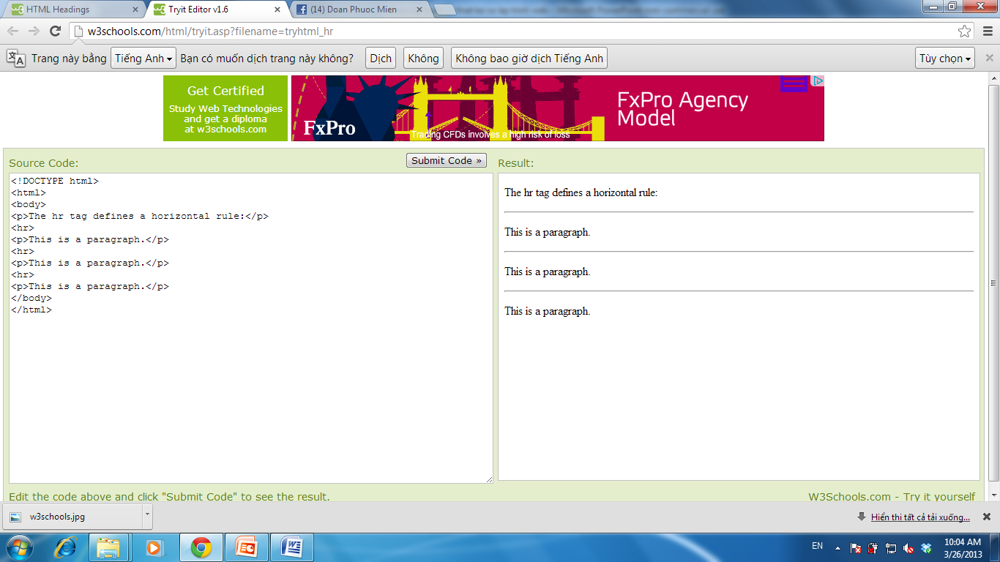 HTML Headings
Tryit Editor v1.6
(14) Doan Phuoc Mien
w3schools.com/html/tryit.asp?filename=tryhtml_hr
Trang này bằng Tiếng Anh Bạn có muốn dịch trang này không? Dịch Không Không bao giờ dịch Tiếng Anh Tùy chọn
Get Certified
Study Web Technologies
and get a diploma
at w3schools.com
FxPro
Trading CFDs involves a high risk of loss
FxPro Agency
Model
Source Code:
Submit Code »
<!DOCTYPE html>
<html>
<body>
<p>The hr tag defines a horizontal rule:</p>
<hr>
<p>This is a paragraph.</p>
<hr>
<p>This is a paragraph.</p>
<hr>
<p>This is a paragraph.</p>
</body>
</html>
Result:
The hr tag defines a horizontal rule:
This is a paragraph.
This is a paragraph.
This is a paragraph.
Edit the code above and click "Submit Code" to see the result.
W3Schools.com - Try it yourself
w3schools.jpg
Hiển thị tất cả tải xuống...
EN
10:04 AM
3/26/2013